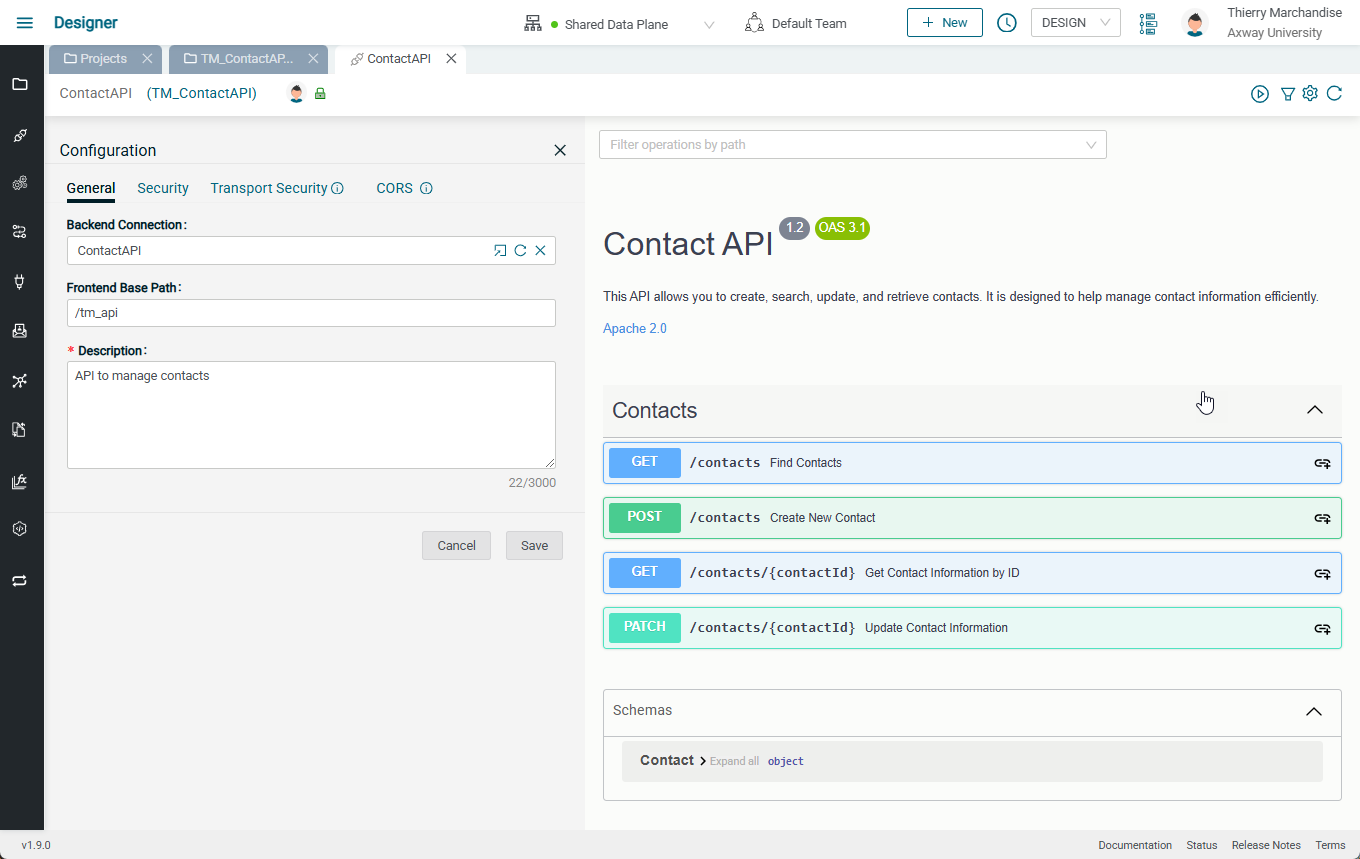 Designer
Shared Data Plane
Default Team
+ New
DESIGN
Thierry Marchandise
Axway University
Projects
TM_ContactAP...
ContactAPI
ContactAPI (TM_ContactAPI)
Configuration
General Security Transport Security CORS
Backend Connection:
ContactAPI
Frontend Base Path:
/tm_api
* Description:
API to manage contacts
22/3000
Cancel Save
Filter operations by path
Contact API 1.2 OAS 3.1
This API allows you to create, search, update, and retrieve contacts. It is designed to help manage contact information efficiently.
Apache 2.0
Contacts
GET /contacts Find Contacts
POST /contacts Create New Contact
GET /contacts/{contactId} Get Contact Information by ID
PATCH /contacts/{contactId} Update Contact Information
Schemas
Contact Expand all object
v1.9.0
Documentation Status Release Notes Terms